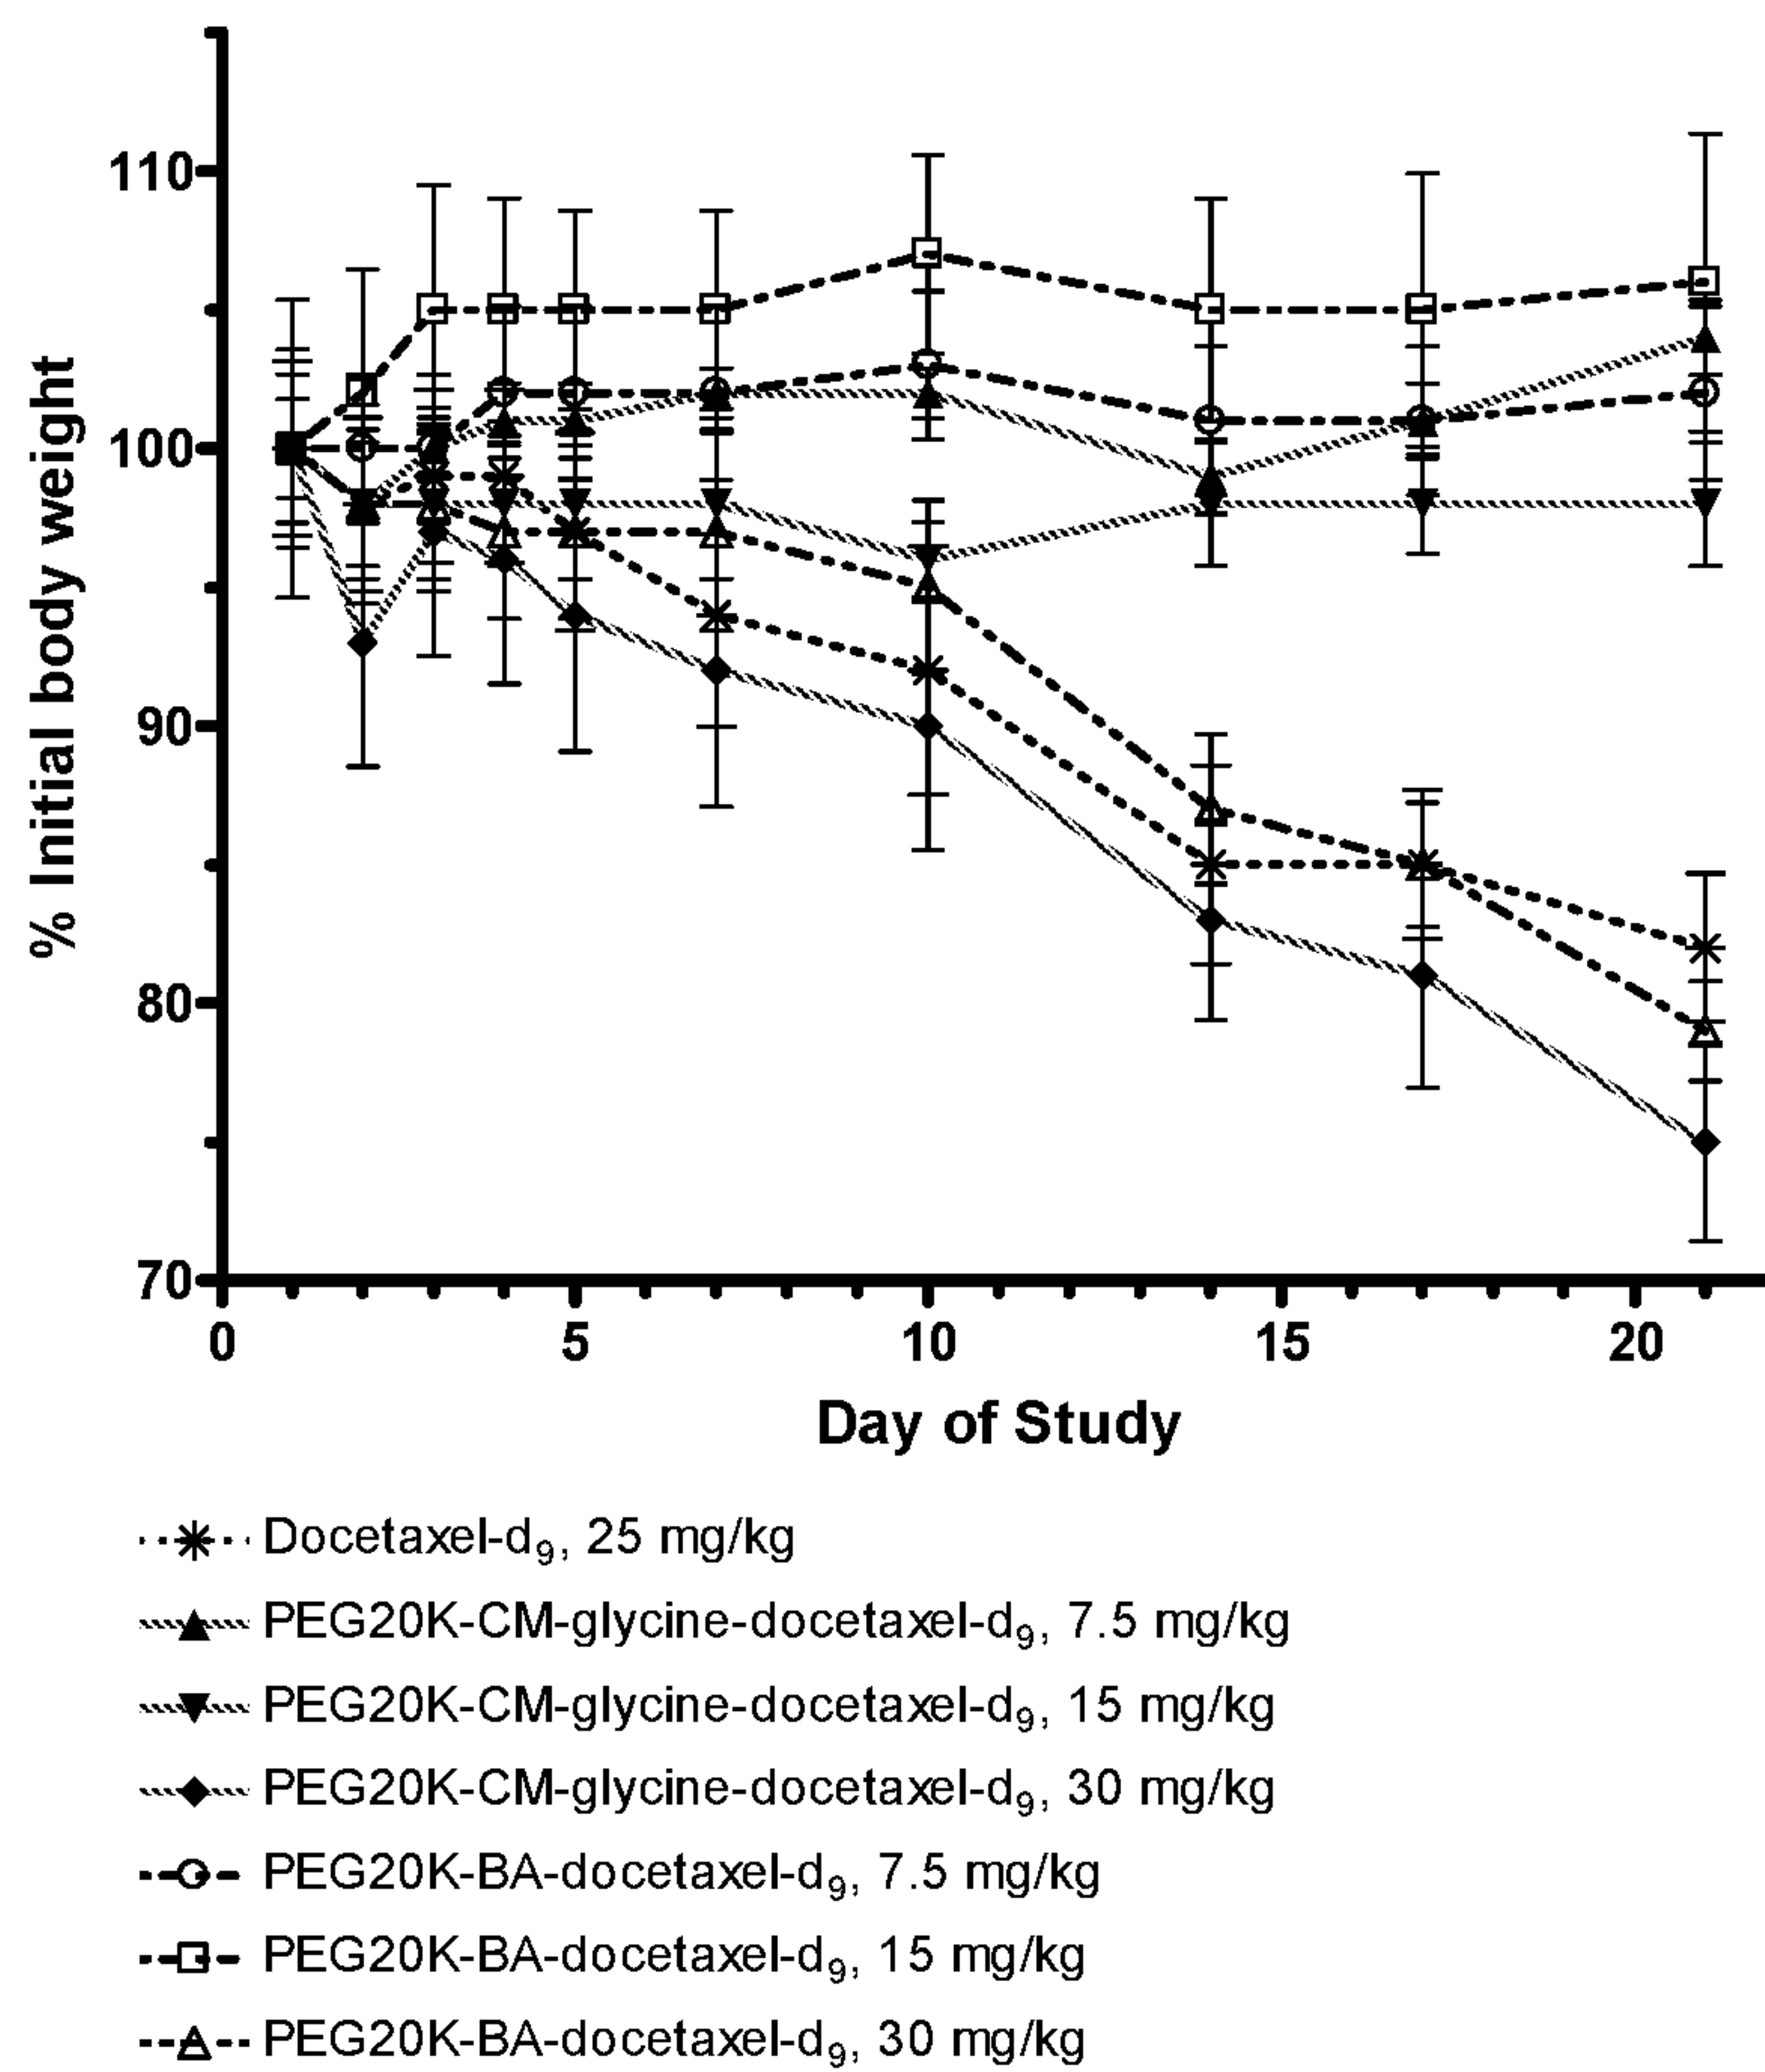 % Initial body weight
110
100
90
80
70
0 5 10 15 20
Day of Study
Docetaxel-d₉, 25 mg/kg
PEG20K-CM-glycine-docetaxel-d₉, 7.5 mg/kg
PEG20K-CM-glycine-docetaxel-d₉, 15 mg/kg
PEG20K-CM-glycine-docetaxel-d₉, 30 mg/kg
PEG20K-BA-docetaxel-d₉, 7.5 mg/kg
PEG20K-BA-docetaxel-d₉, 15 mg/kg
PEG20K-BA-docetaxel-d₉, 30 mg/kg